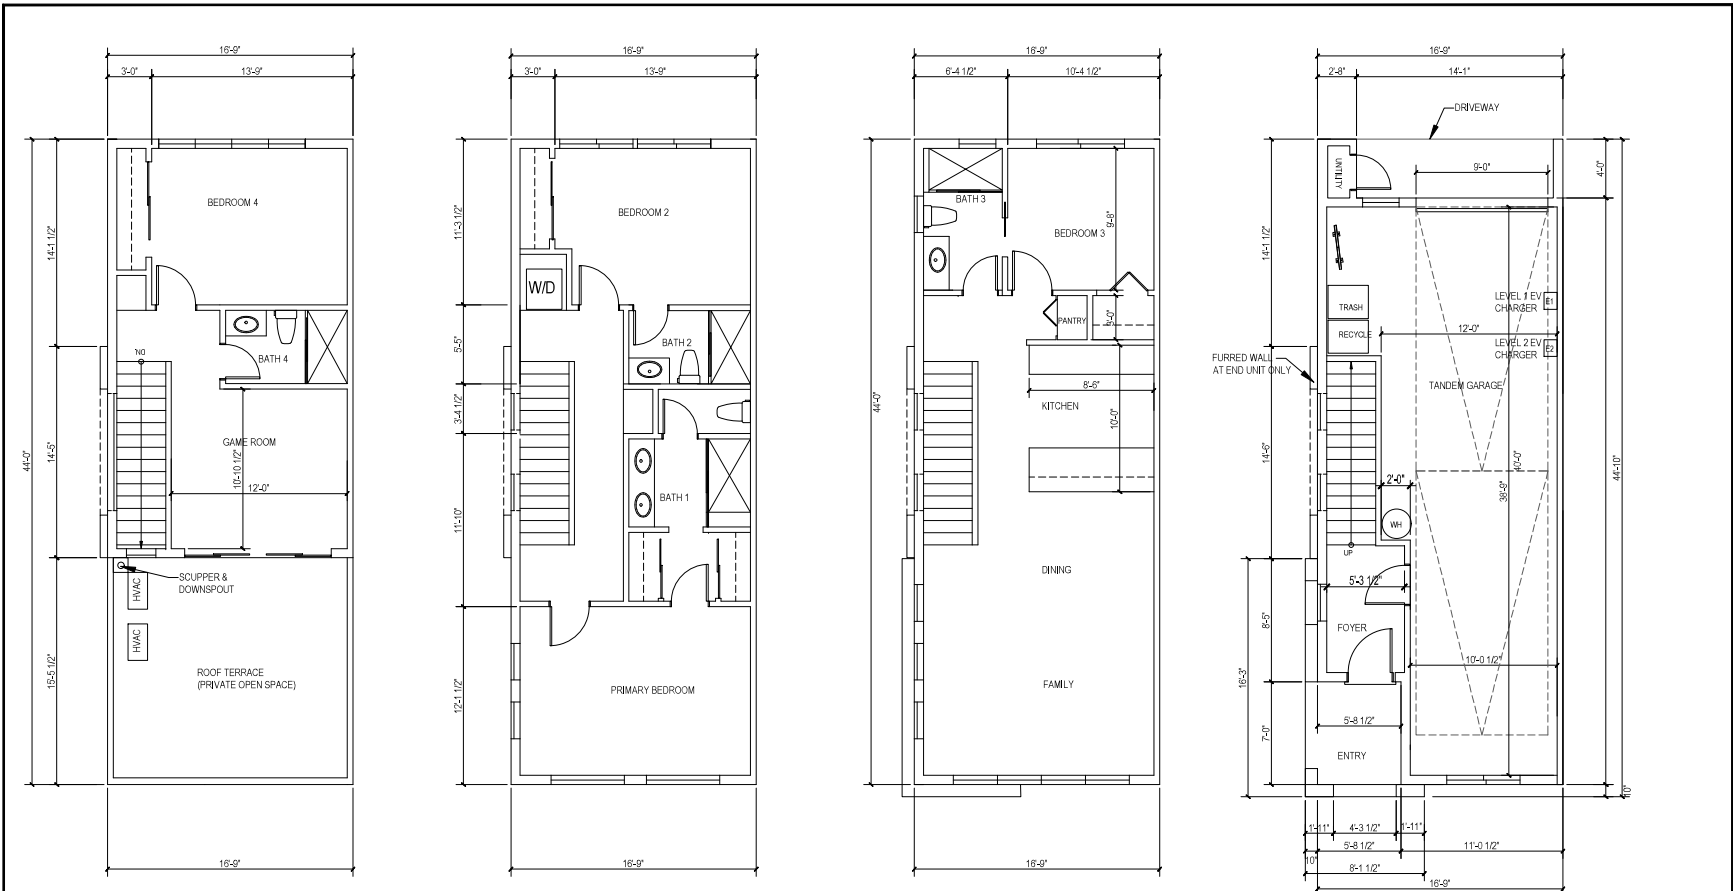 16'-9"
3'-0"
13'-9"
44'-0"
14'-1 1/2"
14'-5"
15'-5 1/2"
BEDROOM 4
DN.
BATH 4
GAME ROOM
10'-10 1/2"
12'-0"
SCUPPER &
DOWNSPOUT
HVAC
HVAC
ROOF TERRACE
(PRIVATE OPEN SPACE)
16'-9"
16'-9"
3'-0"
13'-9"
11'-3 1/2"
5'-5"
3'-4 1/2"
11'-10"
12'-1 1/2"
BEDROOM 2
W/D
BATH 2
BATH 1
PRIMARY BEDROOM
16'-9"
16'-9"
6'-4 1/2"
10'-4 1/2"
44'-0"
BATH 3
9'-8"
BEDROOM 3
PANTRY
3'-0"
8'-6"
KITCHEN
10'-0"
DINING
FAMILY
16'-9"
16'-9"
2'-8"
14'-1"
DRIVEWAY
UNTILITY
9'-0"
4'-0"
14'-1 1/2"
TRASH
RECYCLE
LEVEL 1 EV
CHARGER
E1
12'-0"
LEVEL 2 EV
CHARGER
E2
FURRED WALL
AT END UNIT ONLY
TANDEM GARAGE
14'-6"
40'-0"
38'-9"
44'-10"
2'-0"
WH
UP
5'-3 1/2"
8'-5"
FOYER
10'-0 1/2"
16'-3"
5'-8 1/2"
7'-0"
ENTRY
10"
1'-11"
4'-3 1/2"
1'-11"
5'-8 1/2"
11'-0 1/2"
10"
8'-1 1/2"
16'-9"